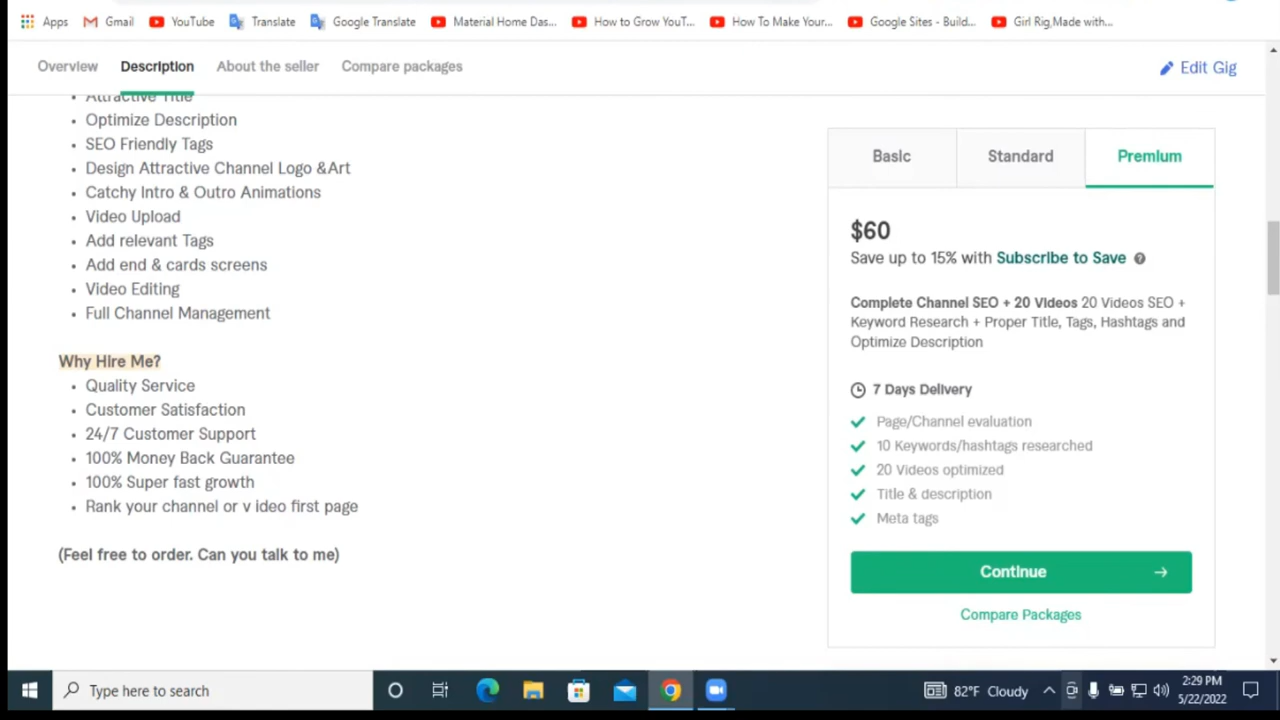 Apps Gmail YouTube Translate Google Translate Material Home Das... How to Grow YouT... How To Make Your... Google Sites - Build... Girl Rig,Made with...
Overview Description About the seller Compare packages Edit Gig
Attractive Title
Optimize Description
SEO Friendly Tags
Design Attractive Channel Logo &Art
Catchy Intro & Outro Animations
Video Upload
Add relevant Tags
Add end & cards screens
Video Editing
Full Channel Management
Why Hire Me?
Quality Service
Customer Satisfaction
24/7 Customer Support
100% Money Back Guarantee
100% Super fast growth
Rank your channel or v ideo first page
(Feel free to order. Can you talk to me)
Basic Standard Premium
$60
Save up to 15% with Subscribe to Save
Complete Channel SEO + 20 Videos 20 Videos SEO +
Keyword Research + Proper Title, Tags, Hashtags and
Optimize Description
7 Days Delivery
Page/Channel evaluation
10 Keywords/hashtags researched
20 Videos optimized
Title & description
Meta tags
Continue
Compare Packages
Type here to search
82°F Cloudy
2:29 PM
5/22/2022